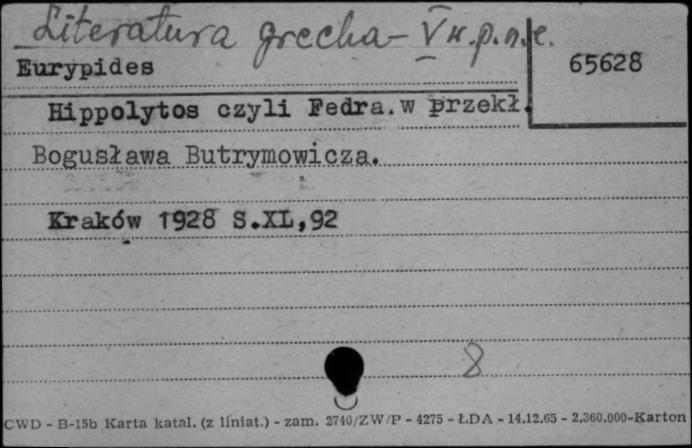 Literatura grecka - V w.p.n.e.
Eurypides 65628
Hippolytos czyli Fedra.w przekł.
Bogusława Butrymowicza.
Kraków 1928 S.XL,92
8
CWD - B-15b Karta katal. (z liniat.) - zam. 2740/ZW/P - 4275 - ŁDA - 14.12.65 - 2.360.000-Karton